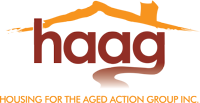 haag
HOUSING FOR THE AGED ACTION GROUP INC.